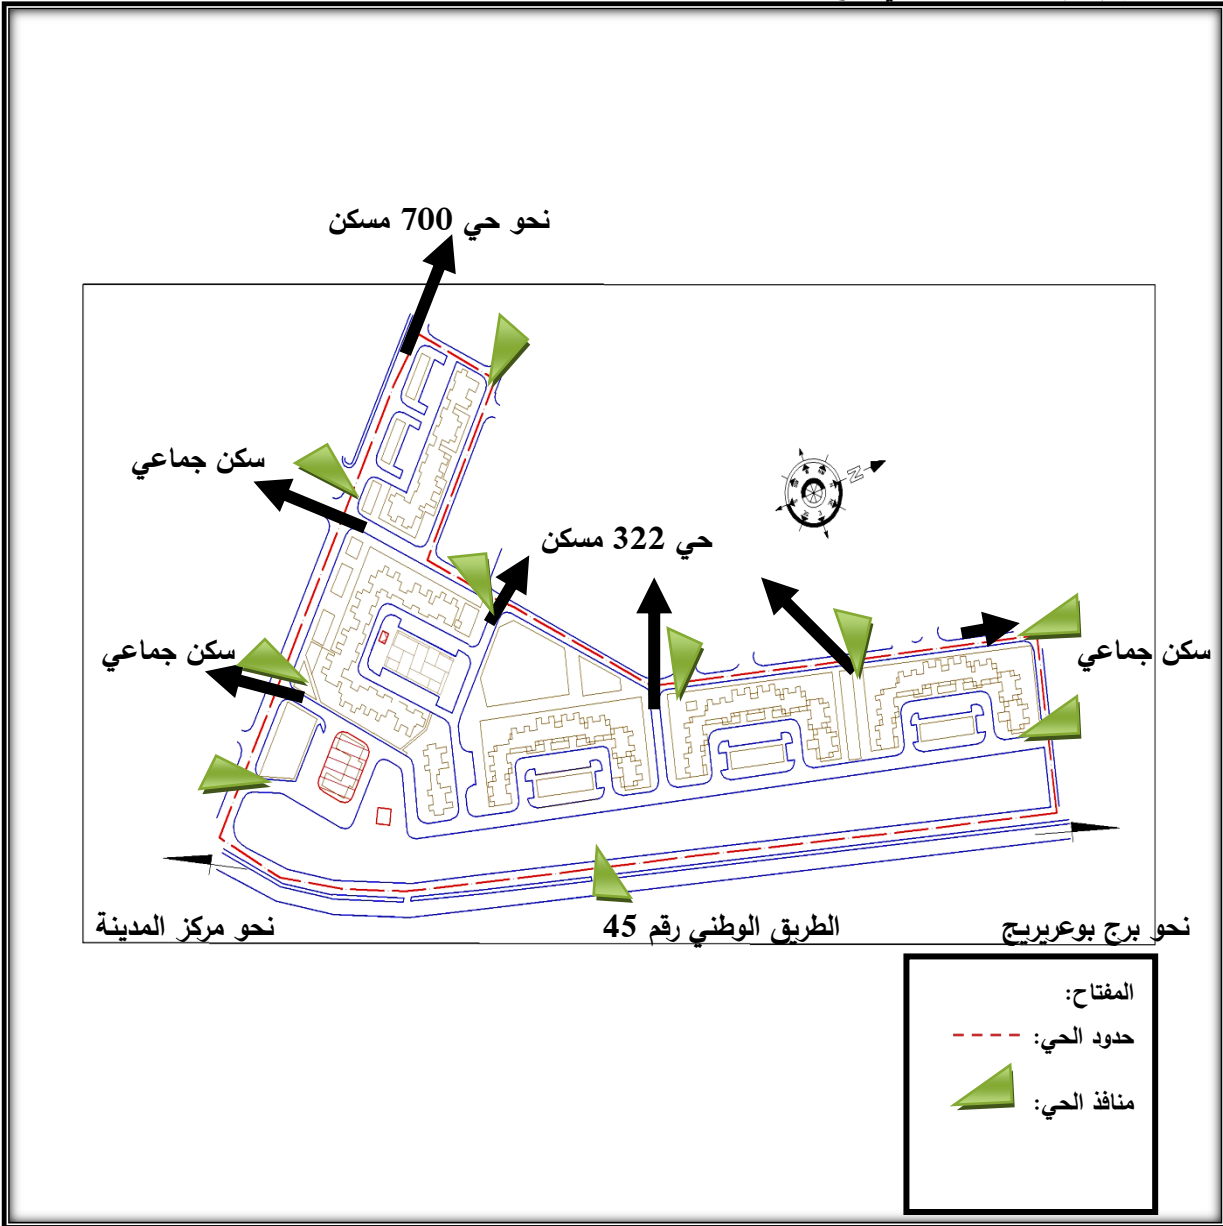 نحو حي 700 مسكن
سكن جماعي
N
حي 322 مسكن
سكن جماعي
سكن جماعي
نحو برج بوعريريج
الطريق الوطني رقم 45
نحو مركز المدينة
المفتاح:
حدود الحي:
منافذ الحي: